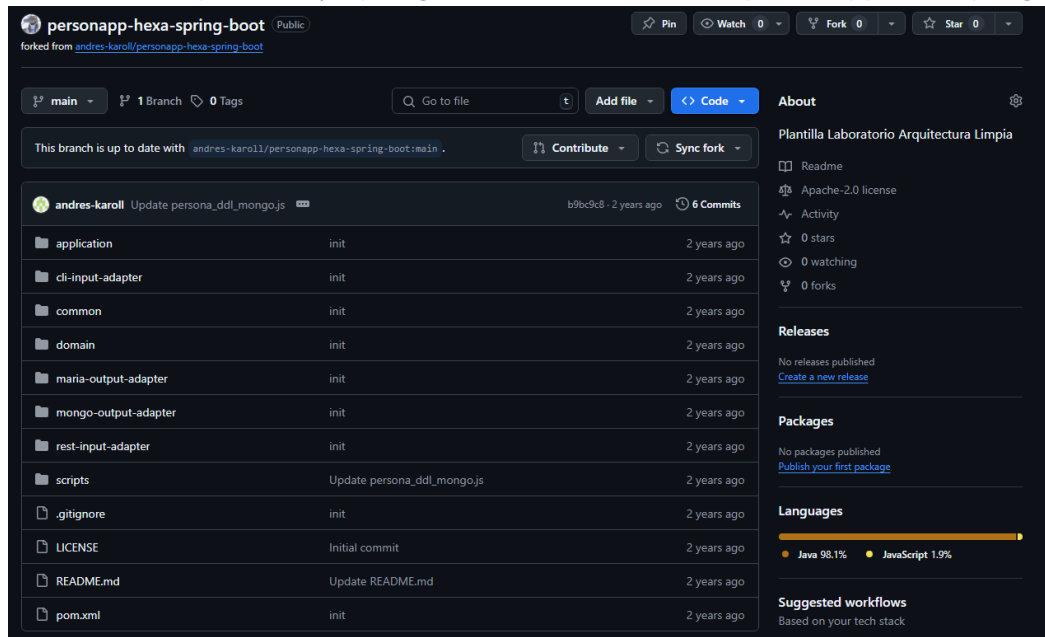 personapp-hexa-spring-boot Public
Pin Watch 0 Fork 0 Star 0
forked from andres-karoll/personapp-hexa-spring-boot
main 1 Branch 0 Tags Go to file t Add file Code
This branch is up to date with andres-karoll/personapp-hexa-spring-boot:main . Contribute Sync fork
andres-karoll Update persona_ddl_mongo.js b9bc9c8 · 2 years ago 6 Commits
application init 2 years ago
cli-input-adapter init 2 years ago
common init 2 years ago
domain init 2 years ago
maria-output-adapter init 2 years ago
mongo-output-adapter init 2 years ago
rest-input-adapter init 2 years ago
scripts Update persona_ddl_mongo.js 2 years ago
.gitignore init 2 years ago
LICENSE Initial commit 2 years ago
README.md Update README.md 2 years ago
pom.xml init 2 years ago
About
Plantilla Laboratorio Arquitectura Limpia
Readme
Apache-2.0 license
Activity
0 stars
0 watching
0 forks
Releases
No releases published
Create a new release
Packages
No packages published
Publish your first package
Languages
Java 98.1% JavaScript 1.9%
Suggested workflows
Based on your tech stack